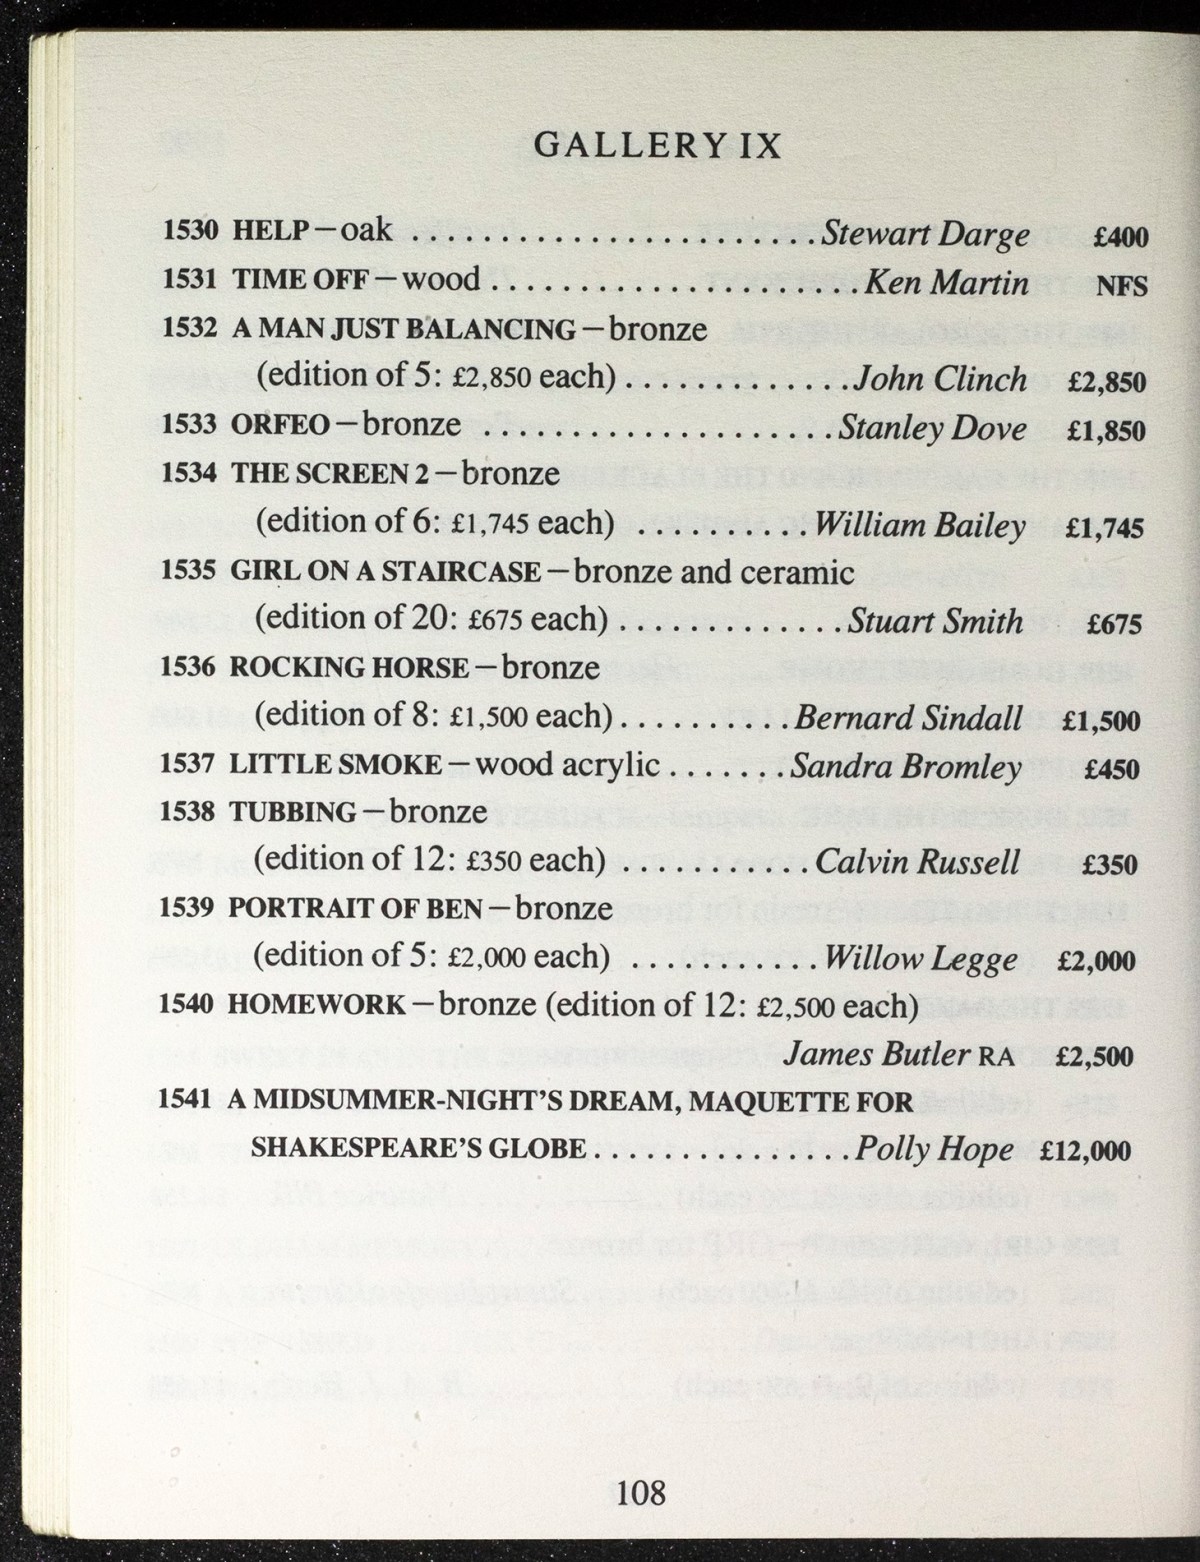 GALLERY IX
1530 HELP—oak ........................Stewart Darge £400
1531 TIME OFF—wood......................Ken Martin NFS
1532 A MAN JUST BALANCING—bronze
(edition of 5: £2,850 each).............John Clinch £2,850
1533 ORFEO—bronze .....................Stanley Dove £1,850
1534 THE SCREEN 2—bronze
(edition of 6: £1,745 each) ..........William Bailey £1,745
1535 GIRL ON A STAIRCASE—bronze and ceramic
(edition of 20: £675 each).............Stuart Smith £675
1536 ROCKING HORSE—bronze
(edition of 8: £1,500 each)..........Bernard Sindall £1,500
1537 LITTLE SMOKE—wood acrylic.......Sandra Bromley £450
1538 TUBBING—bronze
(edition of 12: £350 each) ...........Calvin Russell £350
1539 PORTRAIT OF BEN—bronze
(edition of 5: £2,000 each) ...........Willow Legge £2,000
1540 HOMEWORK—bronze (edition of 12: £2,500 each)
James Butler RA £2,500
1541 A MIDSUMMER-NIGHT'S DREAM, MAQUETTE FOR
SHAKESPEARE'S GLOBE...............Polly Hope £12,000
108